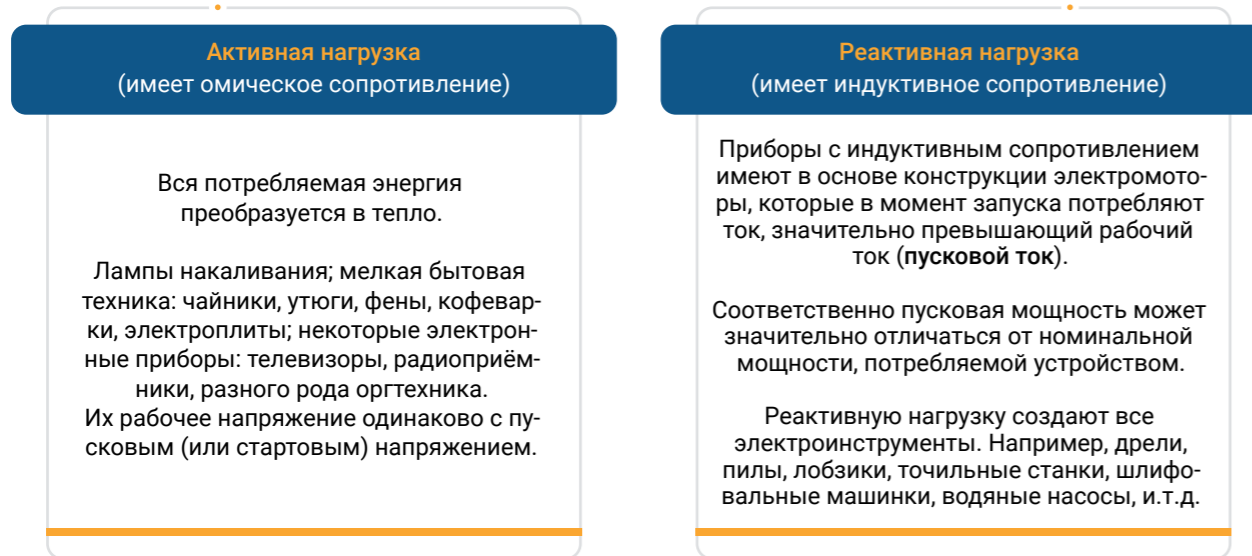 Активная нагрузка
(имеет омическое сопротивление)
Вся потребляемая энергия
преобразуется в тепло.
Лампы накаливания; мелкая бытовая
техника: чайники, утюги, фены, кофевар-
ки, электроплиты; некоторые электрон-
ные приборы: телевизоры, радиоприём-
ники, разного рода оргтехника.
Их рабочее напряжение одинаково с пу-
сковым (или стартовым) напряжением.
Реактивная нагрузка
(имеет индуктивное сопротивление)
Приборы с индуктивным сопротивлением
имеют в основе конструкции электромото-
ры, которые в момент запуска потребляют
ток, значительно превышающий рабочий
ток (пусковой ток).
Соответственно пусковая мощность может
значительно отличаться от номинальной
мощности, потребляемой устройством.
Реактивную нагрузку создают все
электроинструменты. Например, дрели,
пилы, лобзики, точильные станки, шлифо-
вальные машинки, водяные насосы, и.т.д.